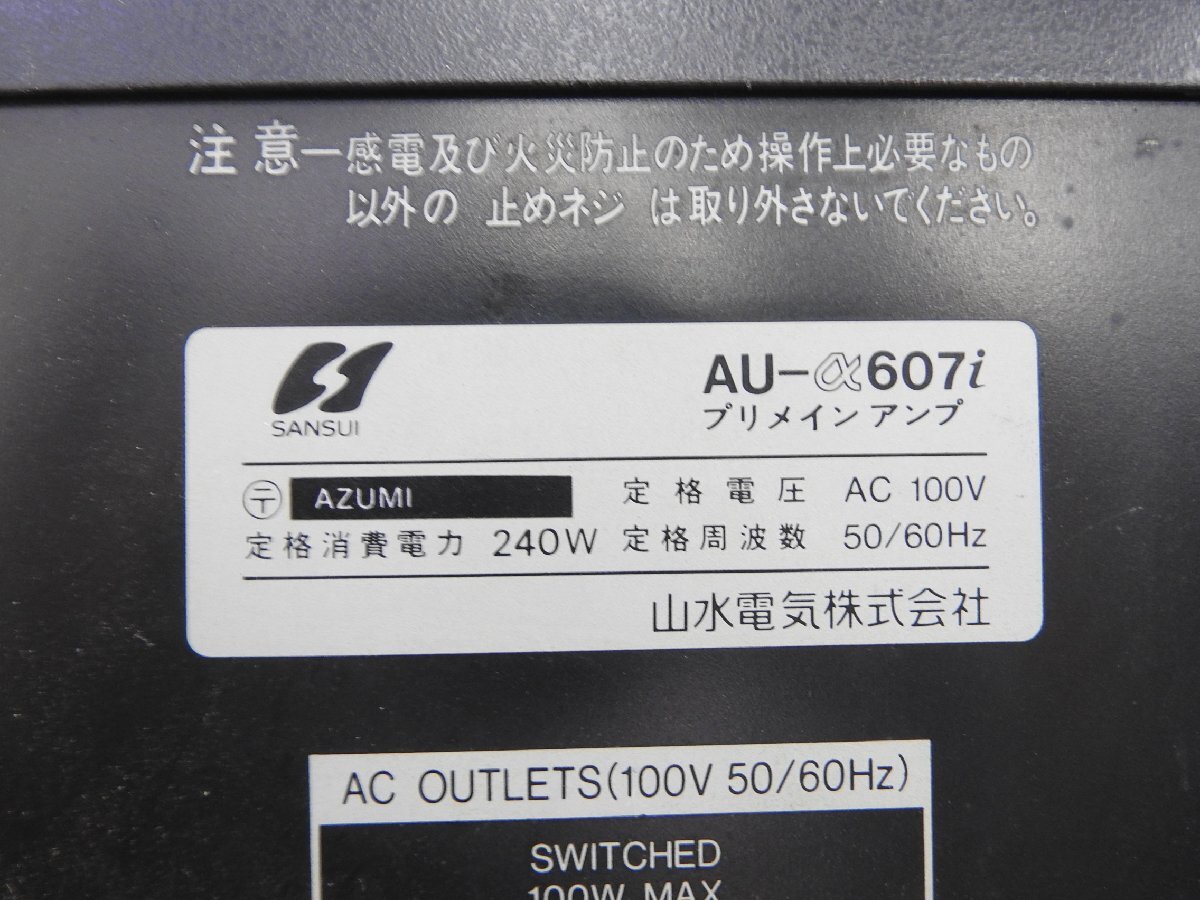 注意－感電及び火災防止のため操作上必要なもの
以外の 止めネジ は取り外さないでください。
SANSUI
AU-α607i
プリメインアンプ
〒 AZUMI
定格電圧 AC 100V
定格消費電力 240W
定格周波数 50/60Hz
山水電気株式会社
AC OUTLETS(100V 50/60Hz)
SWITCHED
100W MAX